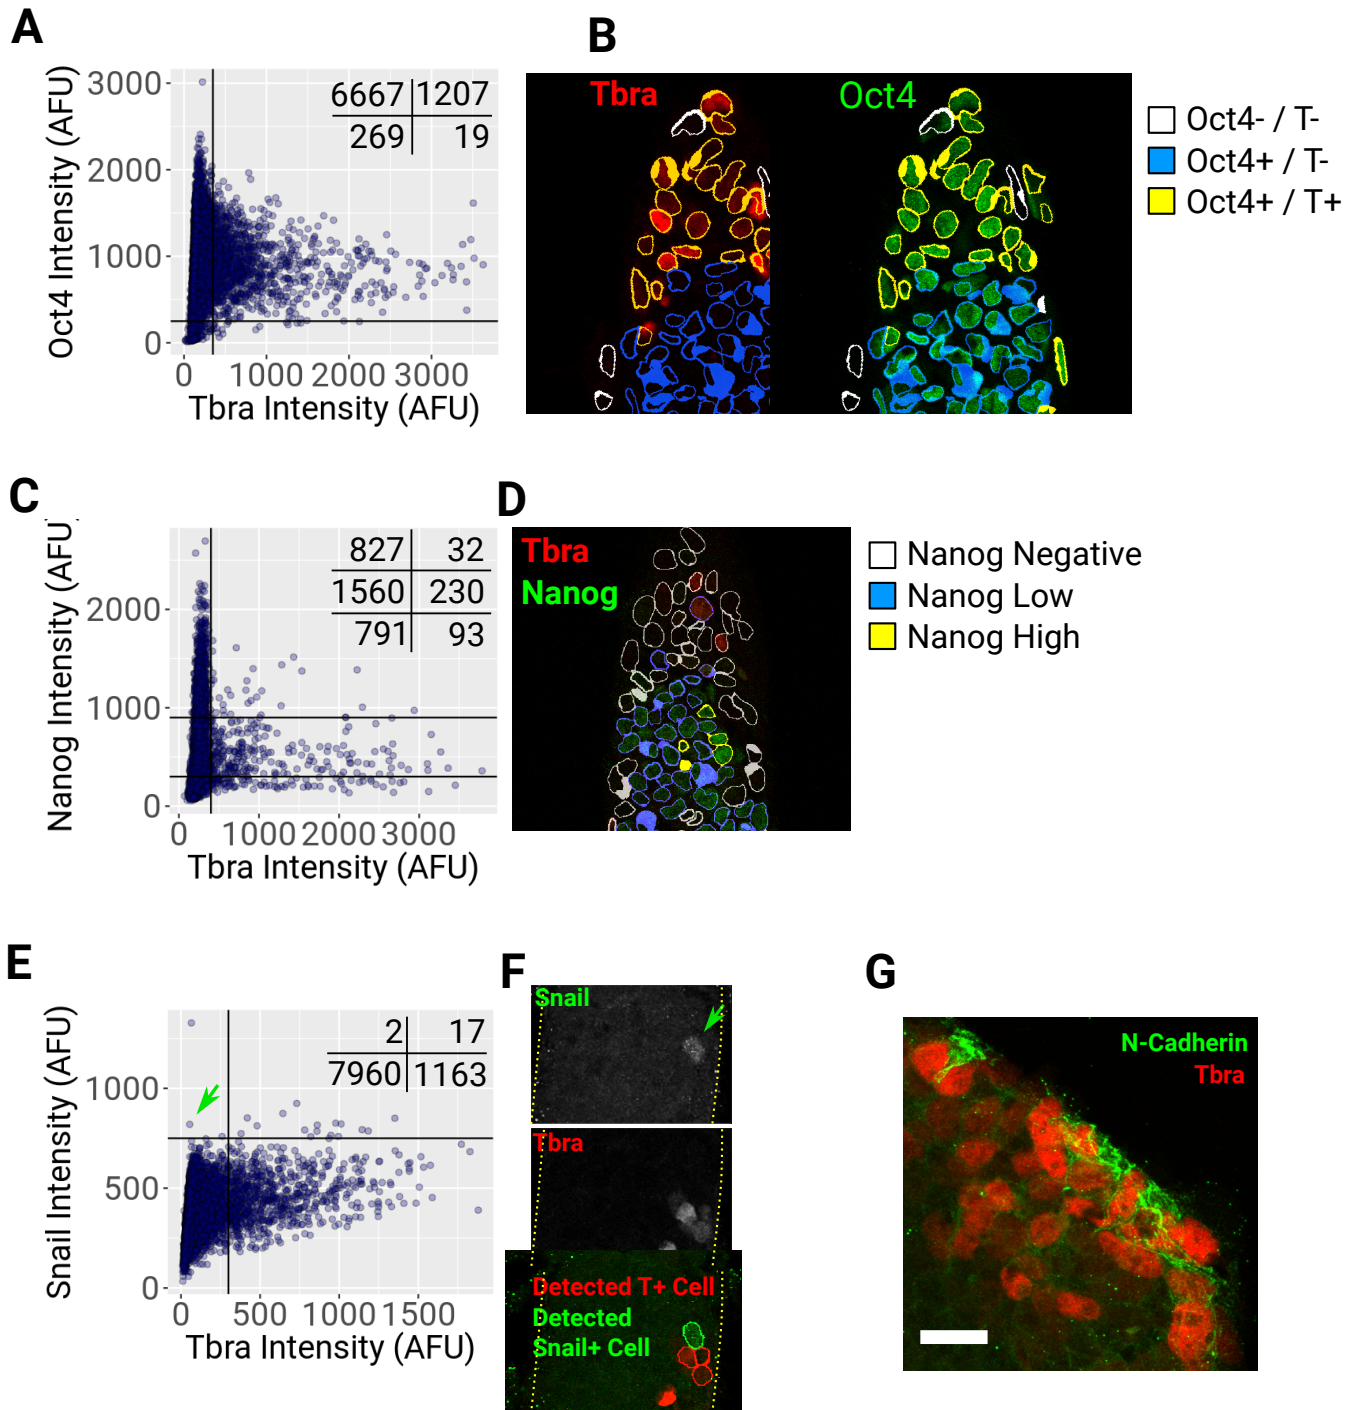 A
Oct4 Intensity (AFU)
3000
2000
1000
0
0 1000 2000 3000
Tbra Intensity (AFU)
6667 1207
269 19
B
Tbra
Oct4
Oct4- / T-
Oct4+ / T-
Oct4+ / T+
C
Nanog Intensity (AFU)
2000
1000
0
0 1000 2000 3000
Tbra Intensity (AFU)
827 32
1560 230
791 93
D
Tbra
Nanog
Nanog Negative
Nanog Low
Nanog High
E
Snail Intensity (AFU)
1000
500
0
0 500 1000 1500
Tbra Intensity (AFU)
2 17
7960 1163
F
Snail
Tbra
Detected T+ Cell
Detected
Snail+ Cell
G
N-Cadherin
Tbra